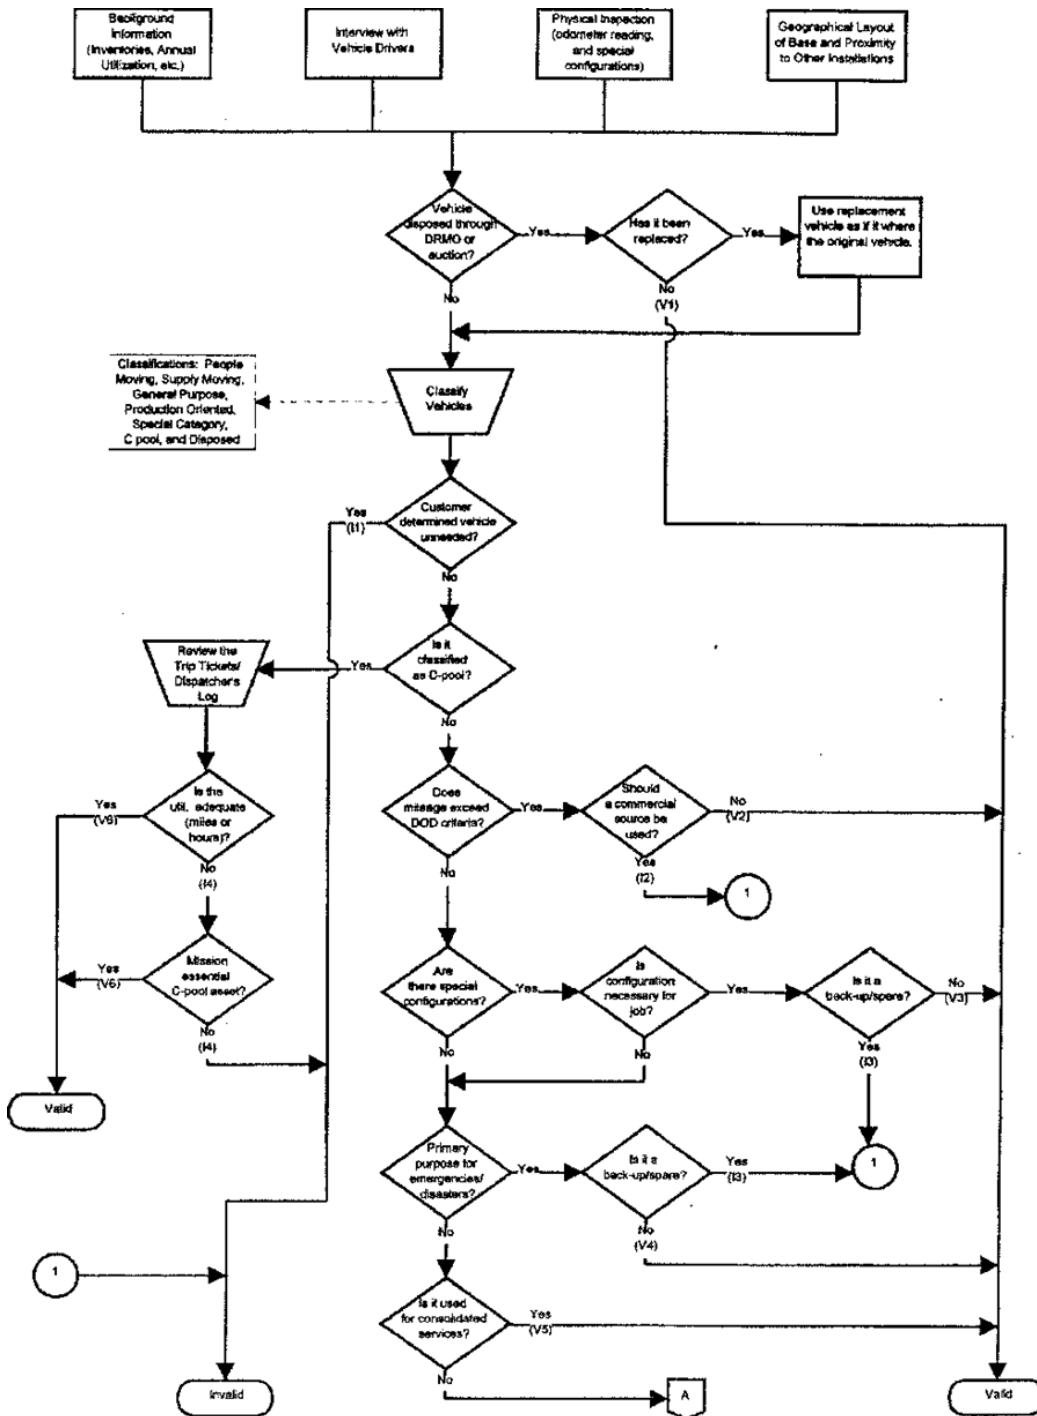 Background
Information
(Inventories, Annual
Utilization, etc.)
Interview with
Vehicle Drivers
Physical Inspection
(odometer reading,
and special
configurations)
Geographical Layout
of Base and Proximity
to Other Installations
Vehicle
disposed through
DRMO or
auction?
Yes
Has it been
replaced?
Yes
Use replacement
vehicle as if it where
the original vehicle.
No
No
(V1)
Classifications: People
Moving, Supply Moving,
General Purpose,
Production Oriented,
Special Category,
C pool, and Disposed
Classify
Vehicles
Yes
(I1)
Customer
determined vehicle
unneeded?
No
Review the
Trip Tickets/
Dispatcher's
Log
Yes
Is it
classified
as C-pool?
No
Yes
(V6)
Is the
util. adequate
(miles or
hours)?
No
(I4)
Does
mileage exceed
DOD criteria?
Yes
Should
a commercial
source be
used?
No
(V2)
Yes
(I2)
1
No
Yes
(V6)
Mission
essential
C-pool asset?
No
(I4)
Are
there special
configurations?
Yes
Is
configuration
necessary for
job?
Yes
Is it a
back-up/spare?
No
(V3)
No
No
Yes
(I3)
Valid
Primary
purpose for
emergencies/
disasters?
Yes
Is it a
back-up/spare?
Yes
(I3)
1
No
No
(V4)
1
Is it used
for consolidated
services?
Yes
(V5)
No
Invalid
A
Valid